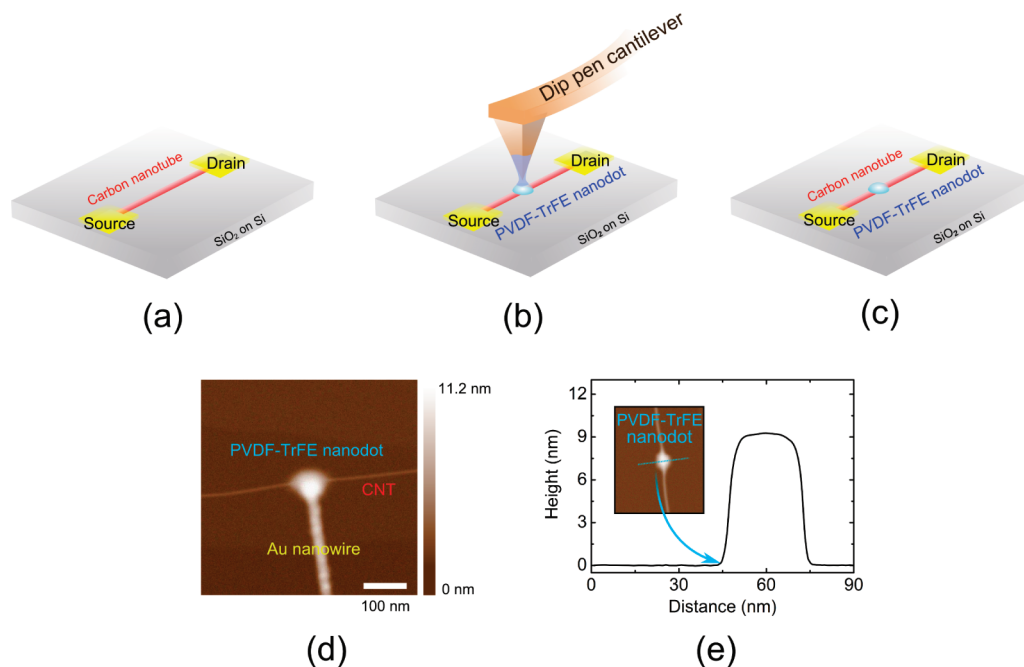 Carbon nanotube
Drain
Source
SiO₂ on Si
(a)
Dip pen cantilever
Drain
Source
PVDF-TrFE nanodot
SiO₂ on Si
(b)
Carbon nanotube
Drain
Source
PVDF-TrFE nanodot
SiO₂ on Si
(c)
11.2 nm
PVDF-TrFE nanodot
CNT
Au nanowire
0 nm
100 nm
(d)
12
9
6
3
0
Height (nm)
PVDF-TrFE
nanodot
0 30 60 90
Distance (nm)
(e)